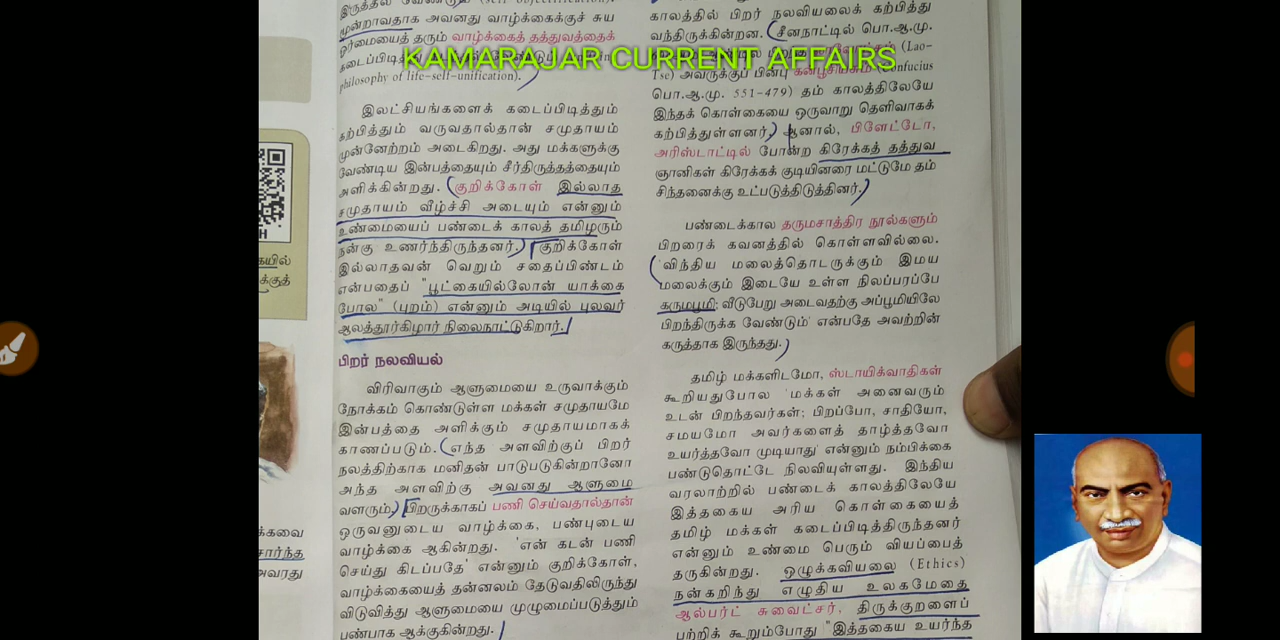 KAMARAJAR CURRENT AFFAIRS
இருத்தல்
மூன்றாவதாக அவனது வாழ்க்கைக்குச் சுய
ஓர்மையைத் தரும் வாழ்க்கைத் தத்துவத்தைக்
கடைப்பிடித்து
philosophy of life-self-unification).
இலட்சியங்களைக் கடைப்பிடித்தும்
கற்பித்தும் வருவதால்தான் சமுதாயம்
முன்னேற்றம் அடைகிறது. அது மக்களுக்கு
வேண்டிய இன்பத்தையும் சீர்திருத்தத்தையும்
அளிக்கின்றது. குறிக்கோள் இல்லாத
சமுதாயம் வீழ்ச்சி அடையும் என்னும்
உண்மையைப் பண்டைக் காலத் தமிழரும்
நன்கு உணர்ந்திருந்தனர். குறிக்கோள்
இல்லாதவன் வெறும் சதைப்பிண்டம்
என்பதைப் "பூட்கையில்லோன் யாக்கை
போல" (புறம்) என்னும் அடியில் புலவர்
ஆலத்தூர்கிழார் நிலைநாட்டுகிறார்.
பிறர் நலவியல்
விரிவாகும் ஆளுமையை உருவாக்கும்
நோக்கம் கொண்டுள்ள மக்கள் சமுதாயமே
இன்பத்தை அளிக்கும் சமுதாயமாகக்
காணப்படும். எந்த அளவிற்குப் பிறர்
நலத்திற்காக மனிதன் பாடுபடுகின்றானோ
அந்த அளவிற்கு அவனது ஆளுமை
வளரும். பிறருக்காகப் பணி செய்வதால்தான்
ஒருவனுடைய வாழ்க்கை, பண்புடைய
வாழ்க்கை ஆகின்றது. 'என் கடன் பணி
செய்து கிடப்பதே' என்னும் குறிக்கோள்,
வாழ்க்கையைத் தன்னலம் தேடுவதிலிருந்து
விடுவித்து ஆளுமையை முழுமைப்படுத்தும்
பண்பாக ஆக்குகின்றது.
காலத்தில் பிறர் நலவியலைக் கற்பித்து
வந்திருக்கின்றன. (சீனநாட்டில் பொ.ஆ.மு.
(Lao-
Tse) அவருக்குப் பின்பு கன்பூசியசும் (Confucius
பொ.ஆ.மு. 551-479) தம் காலத்திலேயே
இந்தக் கொள்கையை ஒருவாறு தெளிவாகக்
கற்பித்துள்ளனர். ஆனால், பிளேட்டோ,
அரிஸ்டாட்டில் போன்ற கிரேக்கத் தத்துவ
ஞானிகள் கிரேக்கக் குடியினரை மட்டுமே தம்
சிந்தனைக்கு உட்படுத்திடுத்தினர்.
பண்டைக்கால தருமசாத்திர நூல்களும்
பிறரைக் கவனத்தில் கொள்ளவில்லை.
'விந்திய மலைத்தொடருக்கும் இமய
மலைக்கும் இடையே உள்ள நிலப்பரப்பே
கருமபூமி; வீடுபேறு அடைவதற்கு அப்பூமியிலே
பிறந்திருக்க வேண்டும்' என்பதே அவற்றின்
கருத்தாக இருந்தது.
தமிழ் மக்களிடமோ, ஸ்டாயிக்வாதிகள்
கூறியதுபோல 'மக்கள் அனைவரும்
உடன் பிறந்தவர்கள்; பிறப்போ, சாதியோ,
சமயமோ அவர்களைத் தாழ்த்தவோ
உயர்த்தவோ முடியாது' என்னும் நம்பிக்கை
பண்டுதொட்டே நிலவியுள்ளது. இந்திய
வரலாற்றில் பண்டைக் காலத்திலேயே
இத்தகைய அரிய கொள்கையைத்
தமிழ் மக்கள் கடைப்பிடித்திருந்தனர்
என்னும் உண்மை பெரும் வியப்பைத்
தருகின்றது. ஒழுக்கவியலை (Ethics)
நன்கறிந்து எழுதிய உலகமேதை
ஆல்பர்ட் சுவைட்சர், திருக்குறளைப்
பற்றிக் கூறும்போது "இத்தகைய உயர்ந்த